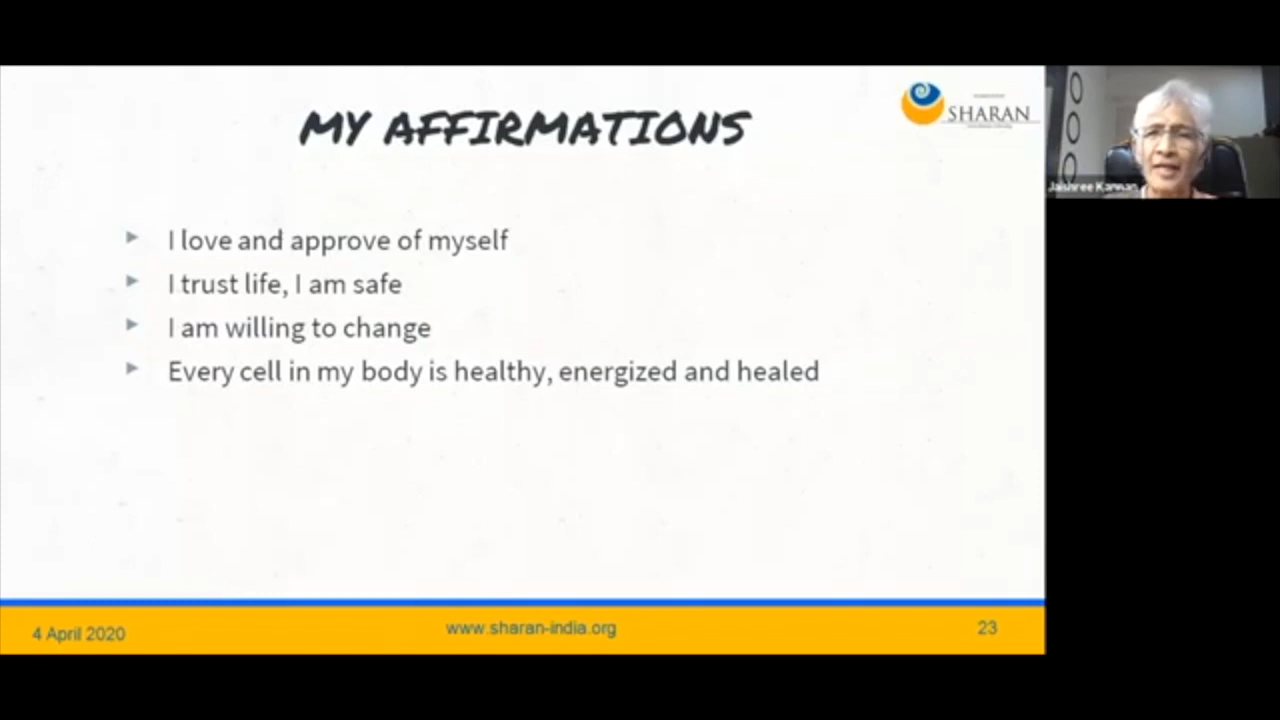 MY AFFIRMATIONS
SHARAN
I love and approve of myself
I trust life, I am safe
I am willing to change
Every cell in my body is healthy, energized and healed
4 April 2020
www.sharan-india.org
23
Jaishree Kannan